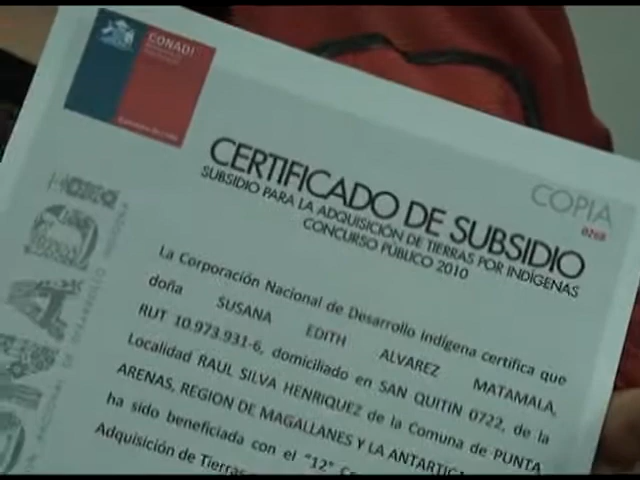 CONADI
COPIA
0268
CERTIFICADO DE SUBSIDIO
SUBSIDIO PARA LA ADQUISICIÓN DE TIERRAS POR INDÍGENAS
CONCURSO PÚBLICO 2010
La Corporación Nacional de Desarrollo Indígena certifica que
doña SUSANA EDITH ALVAREZ MATAMALA,
RUT 10.973.931-6, domiciliado en SAN QUITIN 0722, de la
Localidad RAUL SILVA HENRIQUEZ de la Comuna de PUNTA
ARENAS, REGION DE MAGALLANES Y LA ANTARTIC
ha sido beneficiada con el "12°
Adquisición de Tierras